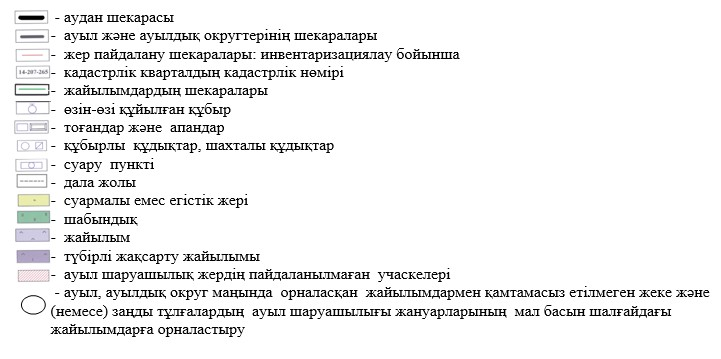 - аудан шекарасы
- ауыл және ауылдық округтерінің шекаралары
- жер пайдалану шекаралары: инвентаризациялау бойынша
14-207-265 - кадастрлік кварталдың кадастрлік нөмірі
- жайылымдардың шекаралары
- өзін-өзі құйылған құбыр
- тоғандар және апандар
- құбырлы құдықтар, шахталы құдықтар
- суару пункті
- дала жолы
- суармалы емес егістік жері
- шабындық
- жайылым
- түбірлі жақсарту жайылымы
- ауыл шаруашылық жердің пайдаланылмаған учаскелері
- ауыл, ауылдық округ маңында орналасқан жайылымдармен қамтамасыз етілмеген жеке және
(немесе) заңды тұлғалардың ауыл шаруашылығы жануарларының мал басын шалғайдағы
жайылымдарға орналастыру